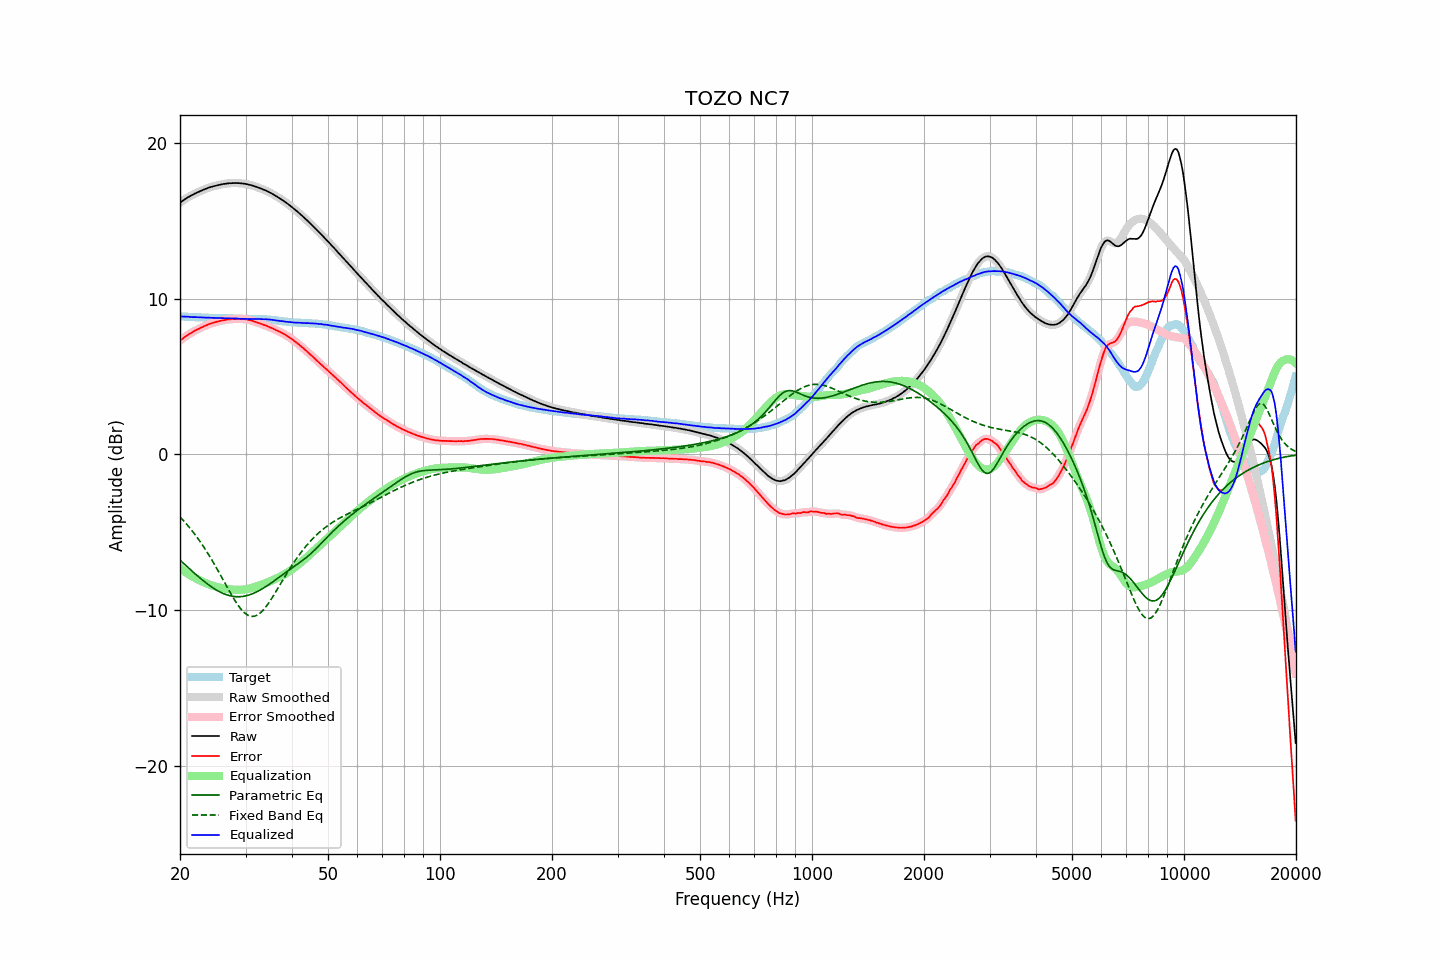 TOZO NC7
Amplitude (dBr)
20
10
0
−10
−20
Target
Raw Smoothed
Error Smoothed
Raw
Error
Equalization
Parametric Eq
Fixed Band Eq
Equalized
20 50 100 200 500 1000 2000 5000 10000 20000
Frequency (Hz)